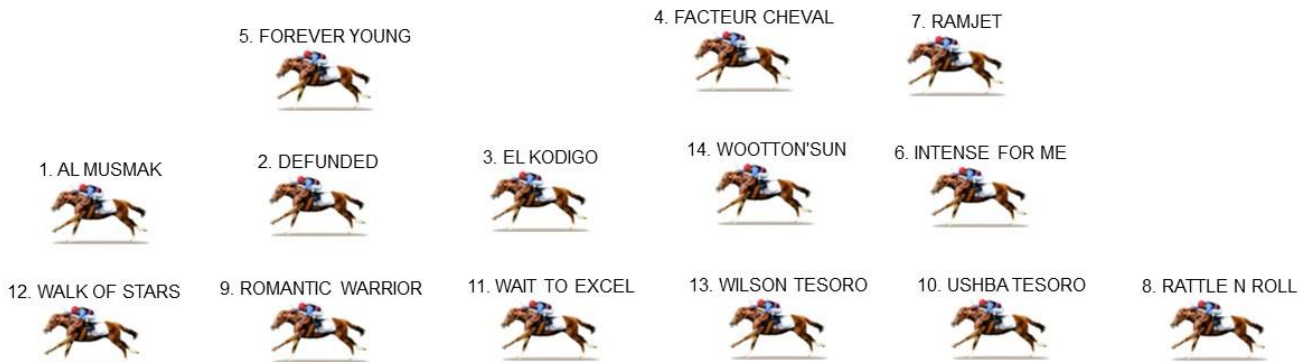 5. FOREVER YOUNG
4. FACTEUR CHEVAL
7. RAMJET
1. AL MUSMAK
2. DEFUNDED
3. EL KODIGO
14. WOOTTON'SUN
6. INTENSE FOR ME
12. WALK OF STARS
9. ROMANTIC WARRIOR
11. WAIT TO EXCEL
13. WILSON TESORO
10. USHBA TESORO
8. RATTLE N ROLL